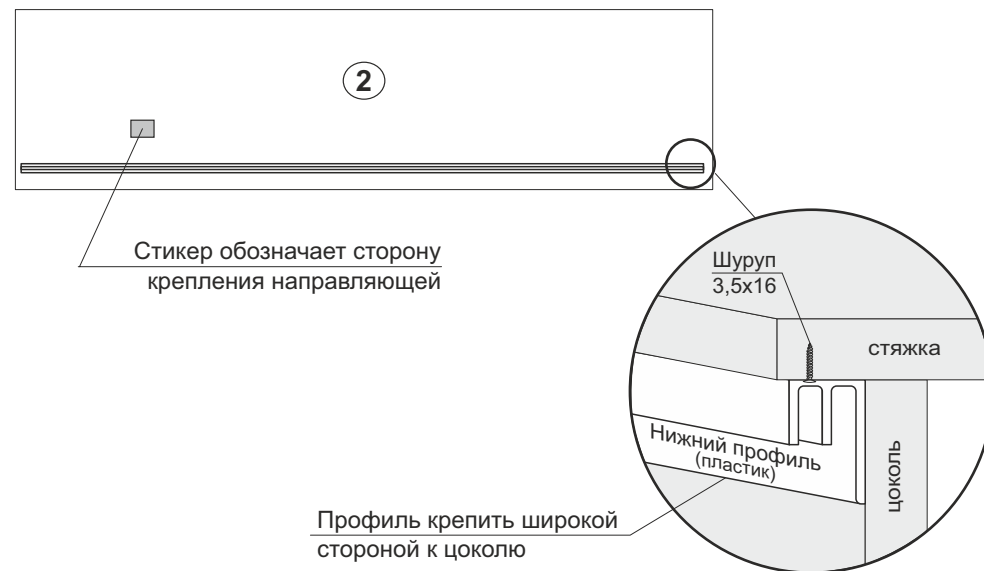 2
Стикер обозначает сторону
крепления направляющей
Шуруп
3,5х16
стяжка
Нижний профиль
(пластик)
цоколь
Профиль крепить широкой
стороной к цоколю